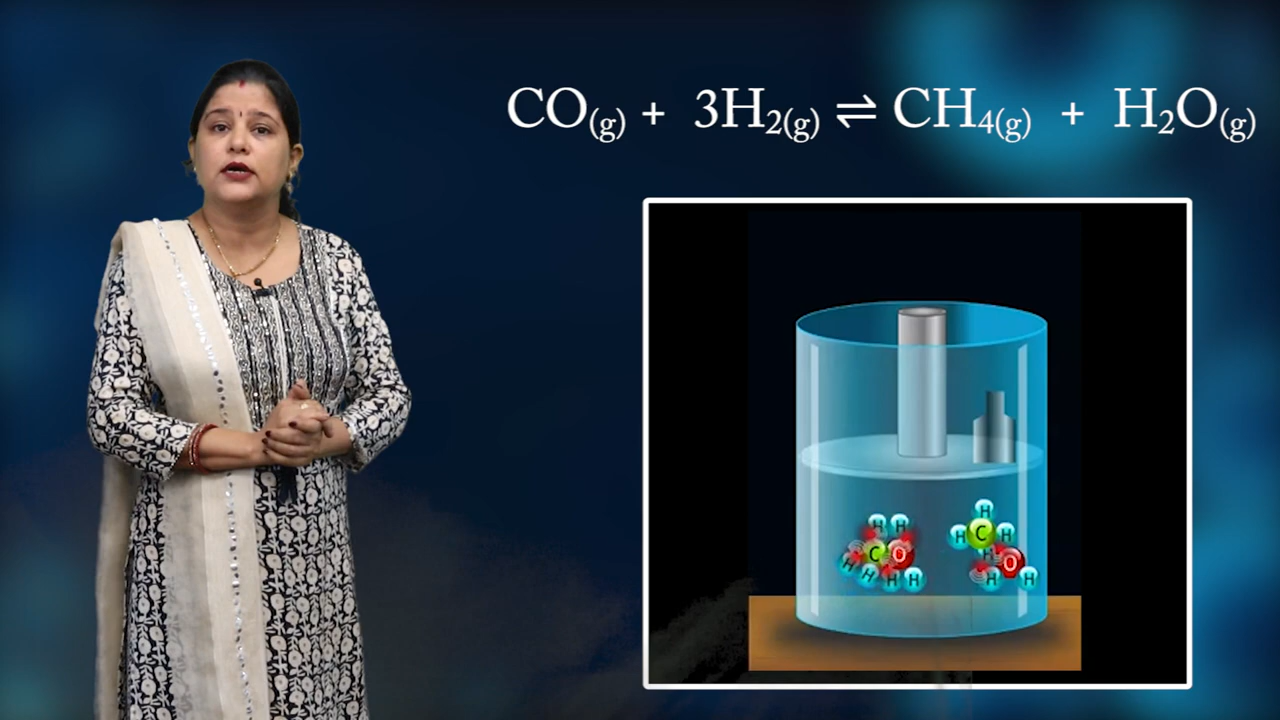 CO(g) + 3H2(g) ⇌ CH4(g) + H2O(g)
H H
C O
H H H H
H
H C H
H O
H H